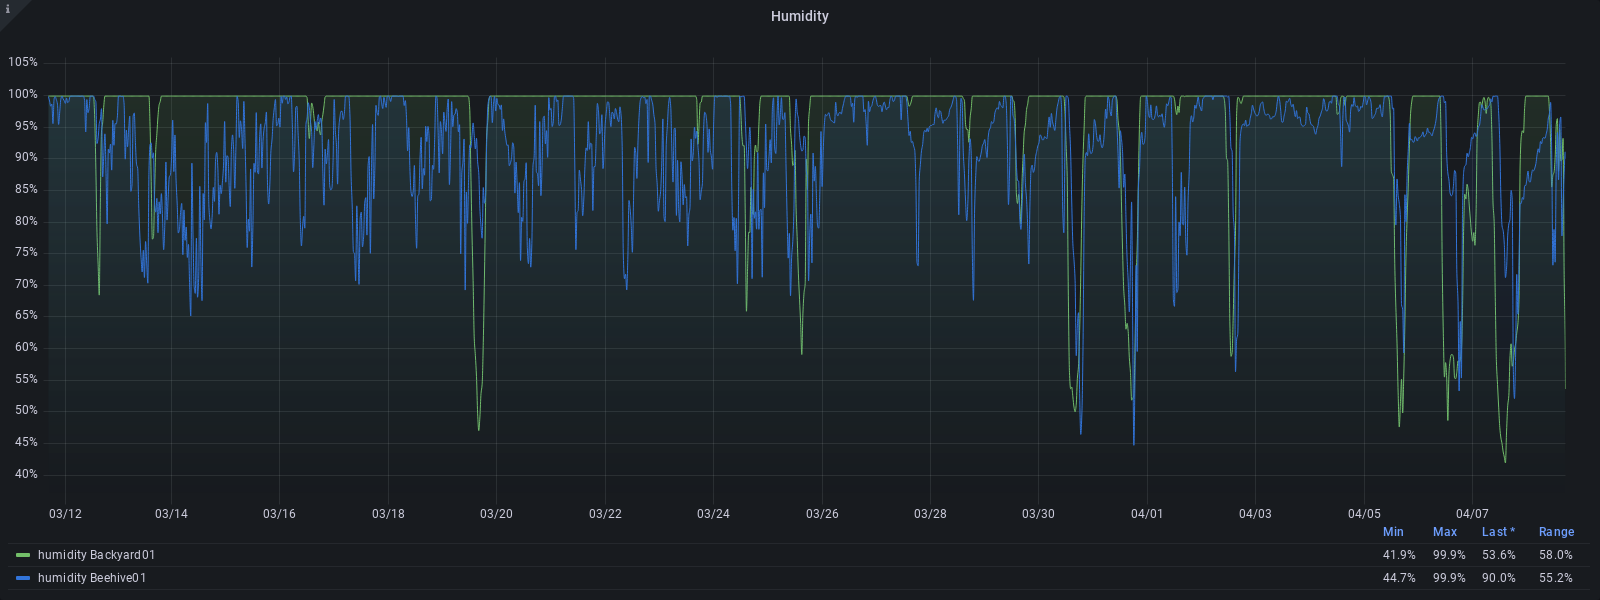 i
Humidity
105%
100%
95%
90%
85%
80%
75%
70%
65%
60%
55%
50%
45%
40%
03/12 03/14 03/16 03/18 03/20 03/22 03/24 03/26 03/28 03/30 04/01 04/03 04/05 04/07
Min Max Last * Range
humidity Backyard01 41.9% 99.9% 53.6% 58.0%
humidity Beehive01 44.7% 99.9% 90.0% 55.2%